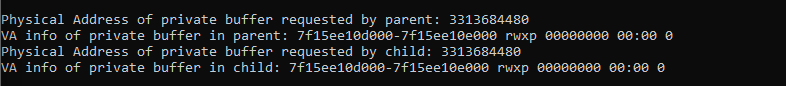 Physical Address of private buffer requested by parent: 3313684480
VA info of private buffer in parent: 7f15ee10d000-7f15ee10e000 rwxp 00000000 00:00 0
Physical Address of private buffer requested by child: 3313684480
VA info of private buffer in child: 7f15ee10d000-7f15ee10e000 rwxp 00000000 00:00 0